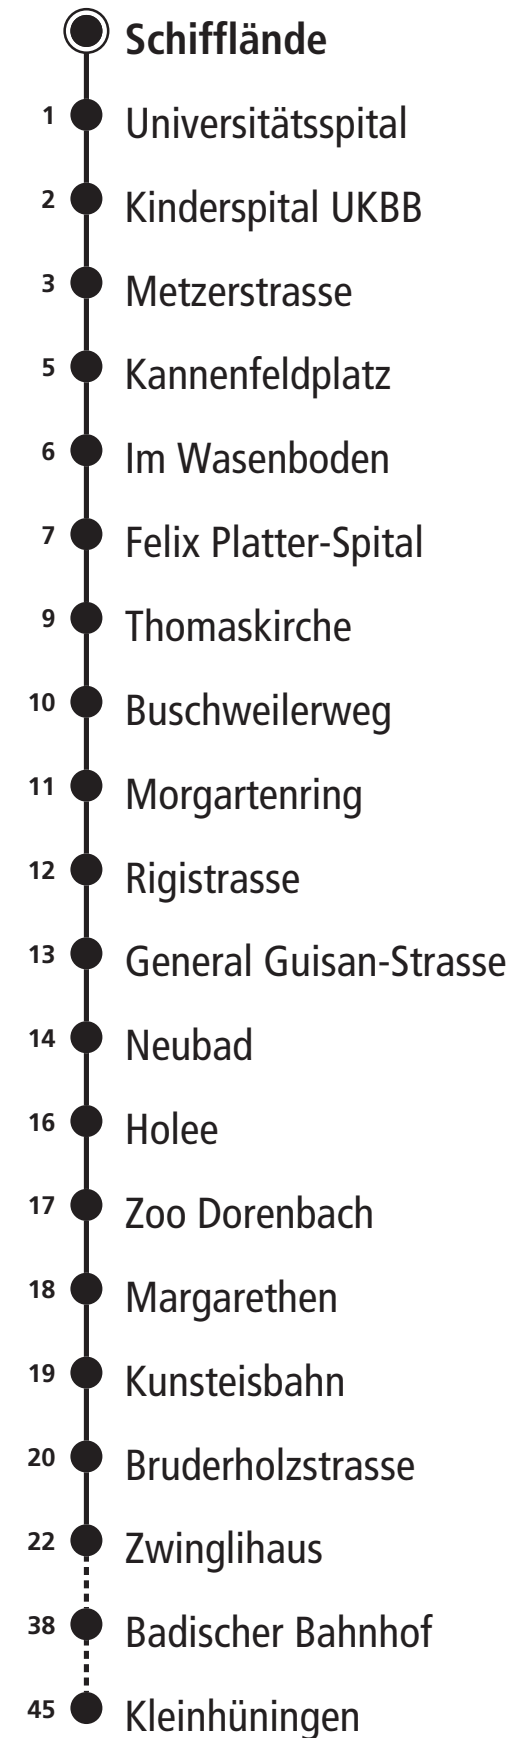 Schifflände
1 Universitätsspital
2 Kinderspital UKBB
3 Metzerstrasse
5 Kannenfeldplatz
6 Im Wasenboden
7 Felix Platter-Spital
9 Thomaskirche
10 Buschweilerweg
11 Morgartenring
12 Rigistrasse
13 General Guisan-Strasse
14 Neubad
16 Holee
17 Zoo Dorenbach
18 Margarethen
19 Kunsteisbahn
20 Bruderholzstrasse
22 Zwinglihaus
38 Badischer Bahnhof
45 Kleinhüningen